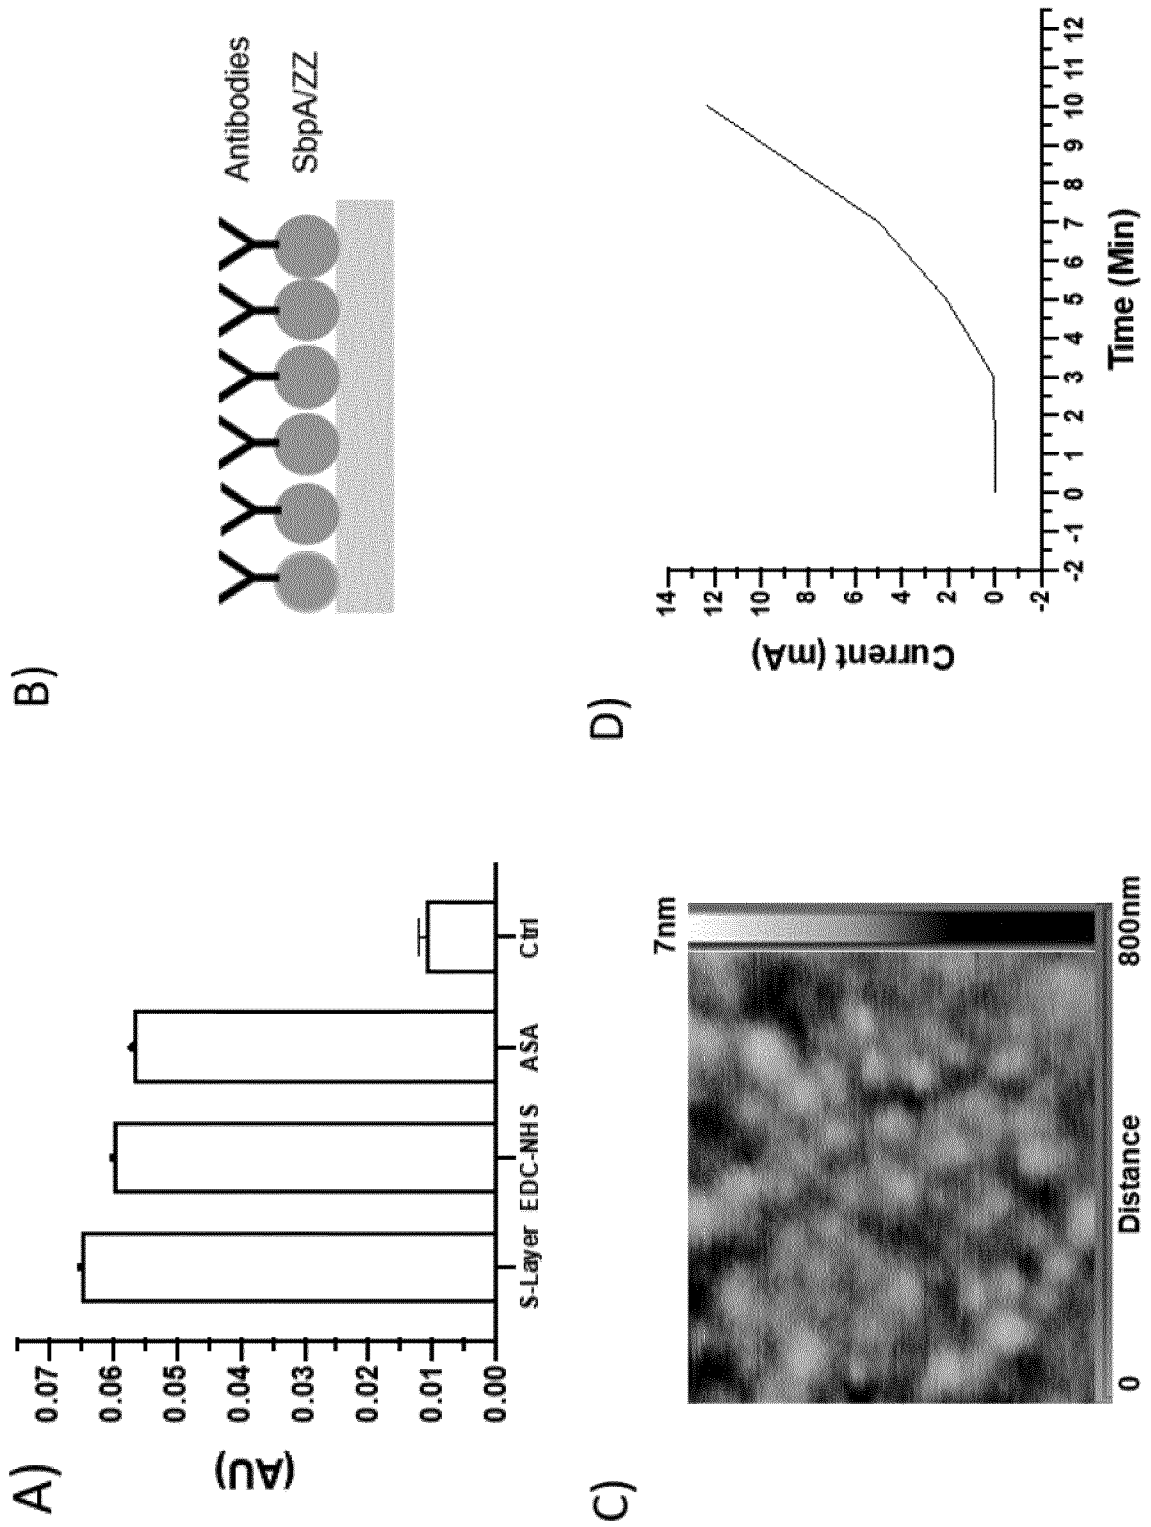 A)
(AU)
0.07
0.06
0.05
0.04
0.03
0.02
0.01
0.00
S-Layer EDC-NHS ASA Ctrl
B)
Antibodies
SbpA/ZZ
C)
7nm
0 Distance 800nm
D)
Current (mA)
14
12
10
8
6
4
2
0
-2
-2 -1 0 1 2 3 4 5 6 7 8 9 10 11 12
Time (Min)